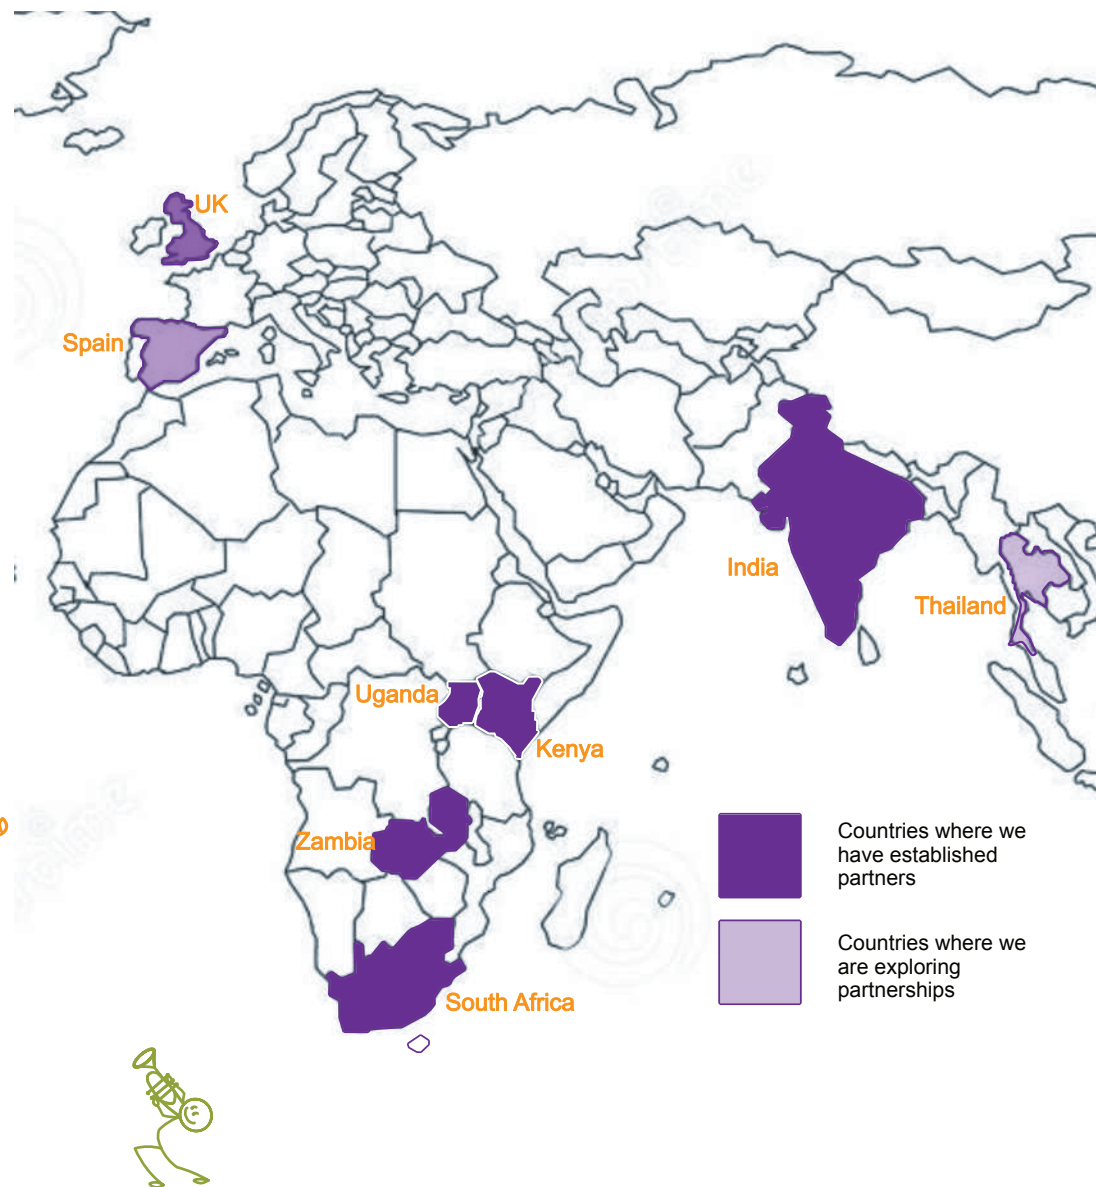 UK
Spain
India
Thailand
Uganda
Kenya
Zambia
South Africa
Countries where we
have established
partners
Countries where we
are exploring
partnerships